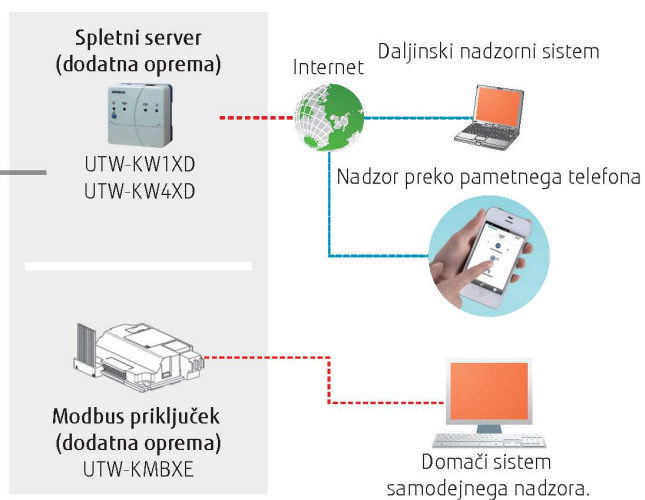 Spletni server
(dodatna oprema)
UTW-KW1XD
UTW-KW4XD
Internet
Daljinski nadzorni sistem
Nadzor preko pametnega telefona
Modbus priključek
(dodatna oprema)
UTW-KMBXE
Domači sistem
samodejnega nadzora.